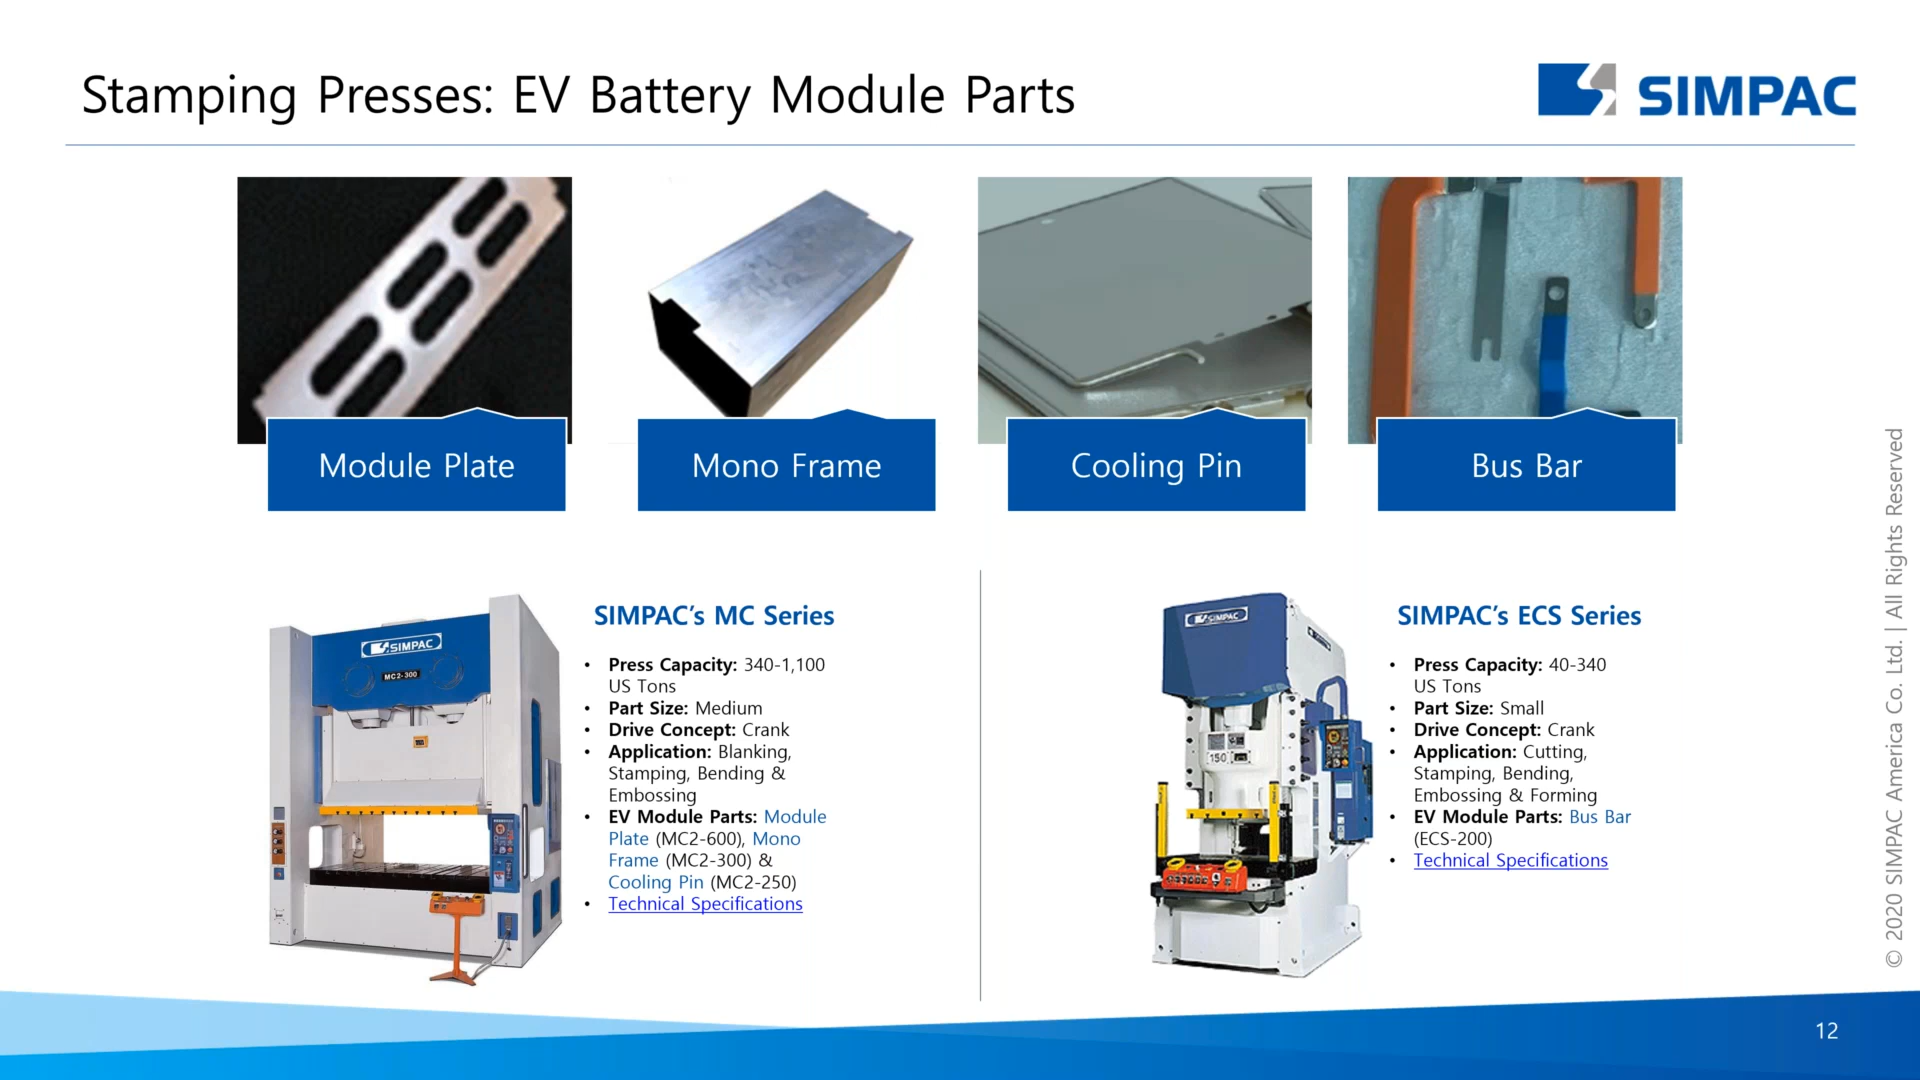 Stamping Presses: EV Battery Module Parts
SIMPAC
Module Plate
Mono Frame
Cooling Pin
Bus Bar
SIMPAC
MC2-300
SIMPAC's MC Series
• Press Capacity: 340-1,100
US Tons
• Part Size: Medium
• Drive Concept: Crank
• Application: Blanking,
Stamping, Bending &
Embossing
• EV Module Parts: Module
Plate (MC2-600), Mono
Frame (MC2-300) &
Cooling Pin (MC2-250)
• Technical Specifications
SIMPAC
150
SIMPAC's ECS Series
• Press Capacity: 40-340
US Tons
• Part Size: Small
• Drive Concept: Crank
• Application: Cutting,
Stamping, Bending,
Embossing & Forming
• EV Module Parts: Bus Bar
(ECS-200)
• Technical Specifications
© 2020 SIMPAC America Co. Ltd. | All Rights Reserved
12